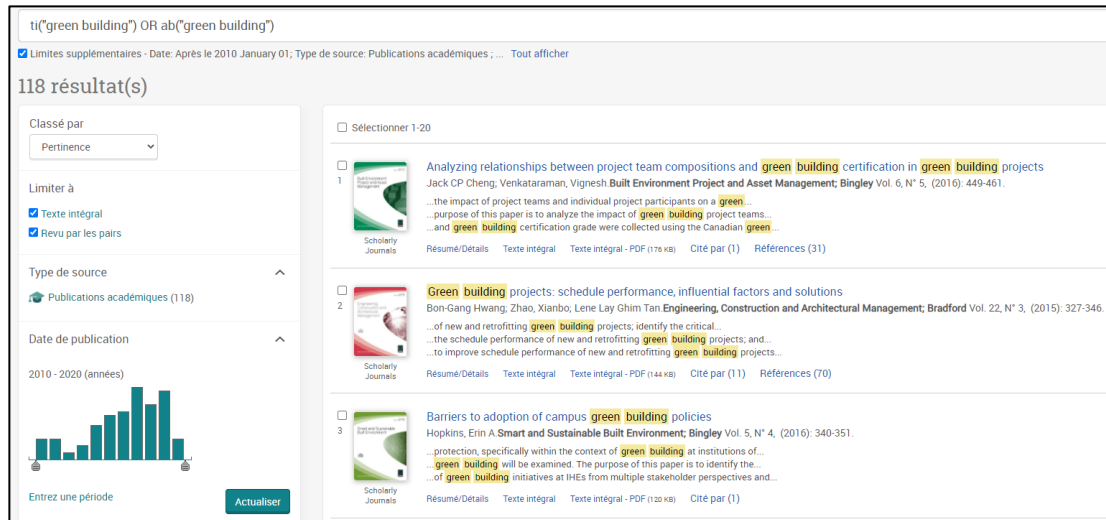 ti("green building") OR ab("green building")
Limites supplémentaires - Date: Après le 2010 January 01; Type de source: Publications académiques ; ... Tout afficher
118 résultat(s)
Classé par
Pertinence
Limiter à
Texte intégral
Revu par les pairs
Type de source
Publications académiques (118)
Date de publication
2010 - 2020 (années)
Entrez une période
Actualiser
Sélectionner 1-20
1
Analyzing relationships between project team compositions and green building certification in green building projects
Jack CP Cheng; Venkataraman, Vignesh.Built Environment Project and Asset Management; Bingley Vol. 6, N° 5, (2016): 449-461.
...the impact of project teams and individual project participants on a green...
...purpose of this paper is to analyze the impact of green building project teams...
...and green building certification grade were collected using the Canadian green...
Scholarly
Journals
Résumé/Détails Texte intégral Texte intégral - PDF (176 KB) Cité par (1) Références (31)
2
Green building projects: schedule performance, influential factors and solutions
Bon-Gang Hwang; Zhao, Xianbo; Lene Lay Ghim Tan.Engineering, Construction and Architectural Management; Bradford Vol. 22, N° 3, (2015): 327-346.
...of new and retrofitting green building projects; identify the critical...
...the schedule performance of new and retrofitting green building projects; and...
...to improve schedule performance of new and retrofitting green building projects...
Scholarly
Journals
Résumé/Détails Texte intégral Texte intégral - PDF (144 KB) Cité par (11) Références (70)
3
Barriers to adoption of campus green building policies
Hopkins, Erin A.Smart and Sustainable Built Environment; Bingley Vol. 5, N° 4, (2016): 340-351.
...protection, specifically within the context of green building at institutions of...
...green building will be examined. The purpose of this paper is to identify the...
...of green building initiatives at IHEs from multiple stakeholder perspectives and...
Scholarly
Journals
Résumé/Détails Texte intégral Texte intégral - PDF (120 KB) Cité par (1)